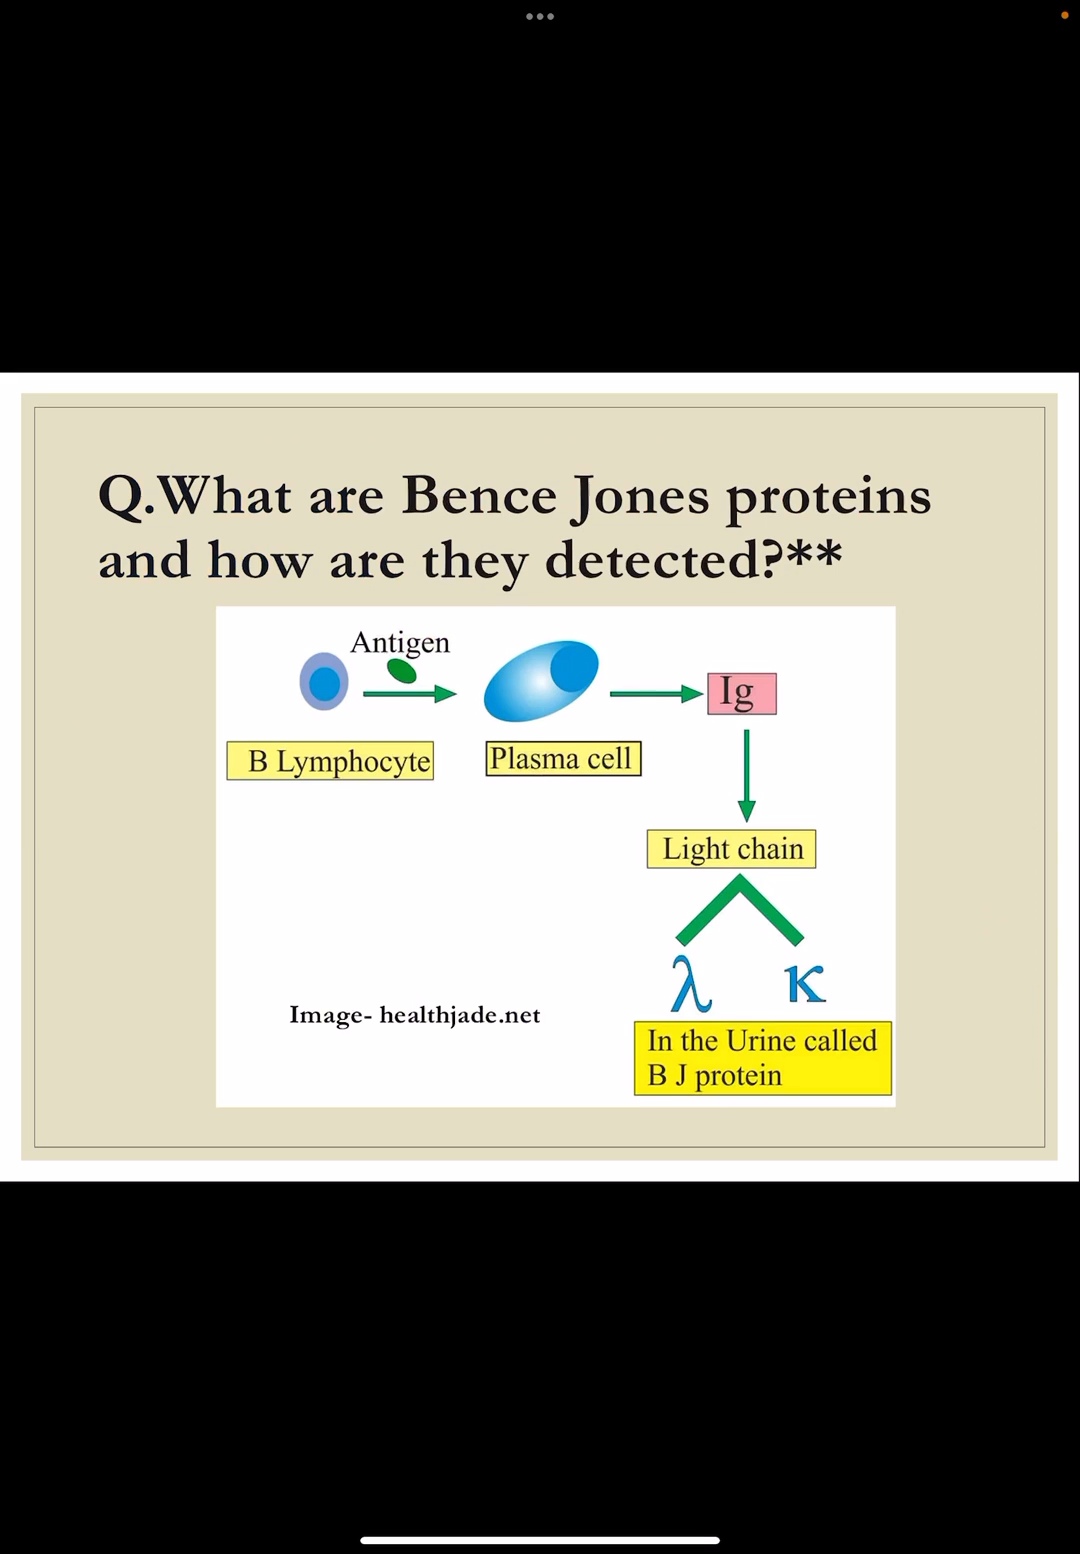 Q.What are Bence Jones proteins
and how are they detected?**
Antigen
Ig
B Lymphocyte
Plasma cell
Light chain
λ κ
Image- healthjade.net
In the Urine called
B J protein